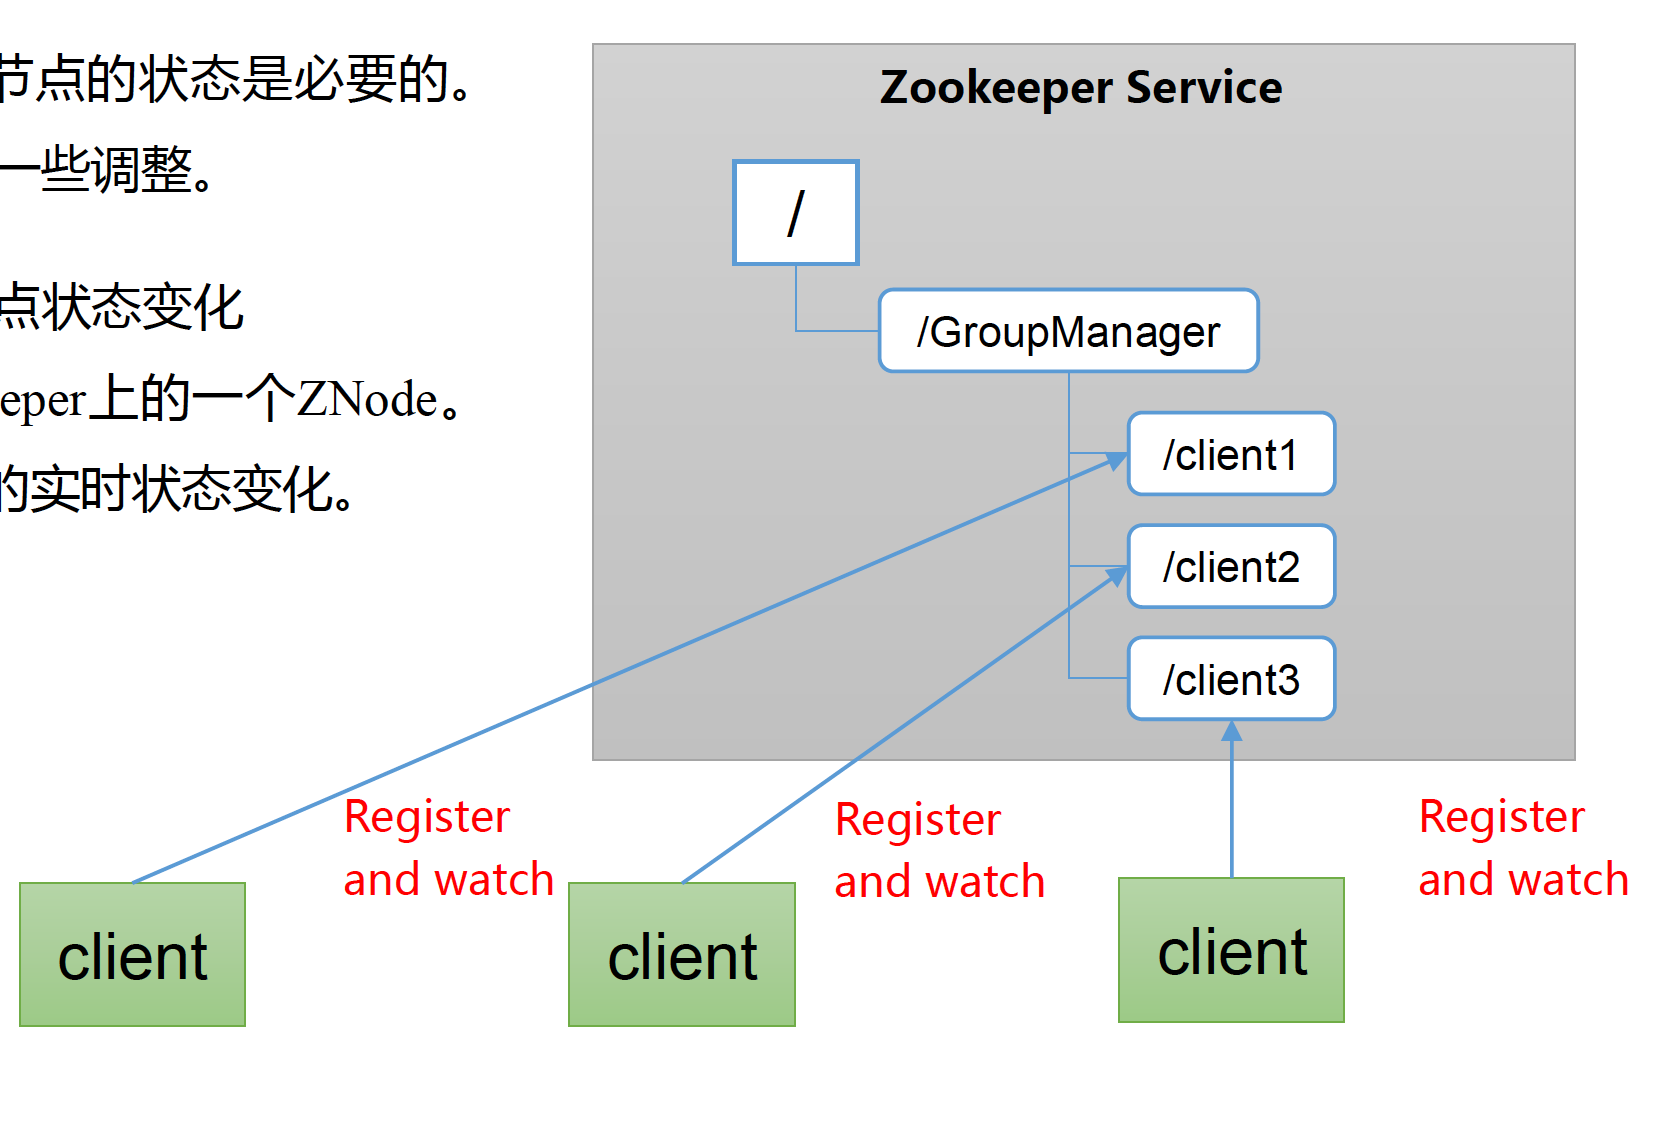 节点的状态是必要的。
一些调整。
点状态变化
eeper上的一个ZNode。
的实时状态变化。
Zookeeper Service
/
/GroupManager
/client1
/client2
/client3
Register
and watch
Register
and watch
Register
and watch
client
client
client